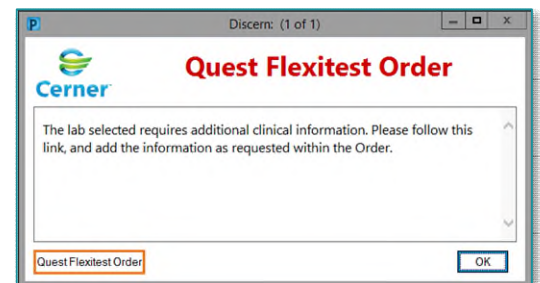 P Discern: (1 of 1) x
Cerner
Quest Flexitest Order
The lab selected requires additional clinical information. Please follow this
link, and add the information as requested within the Order.
Quest Flexitest Order OK